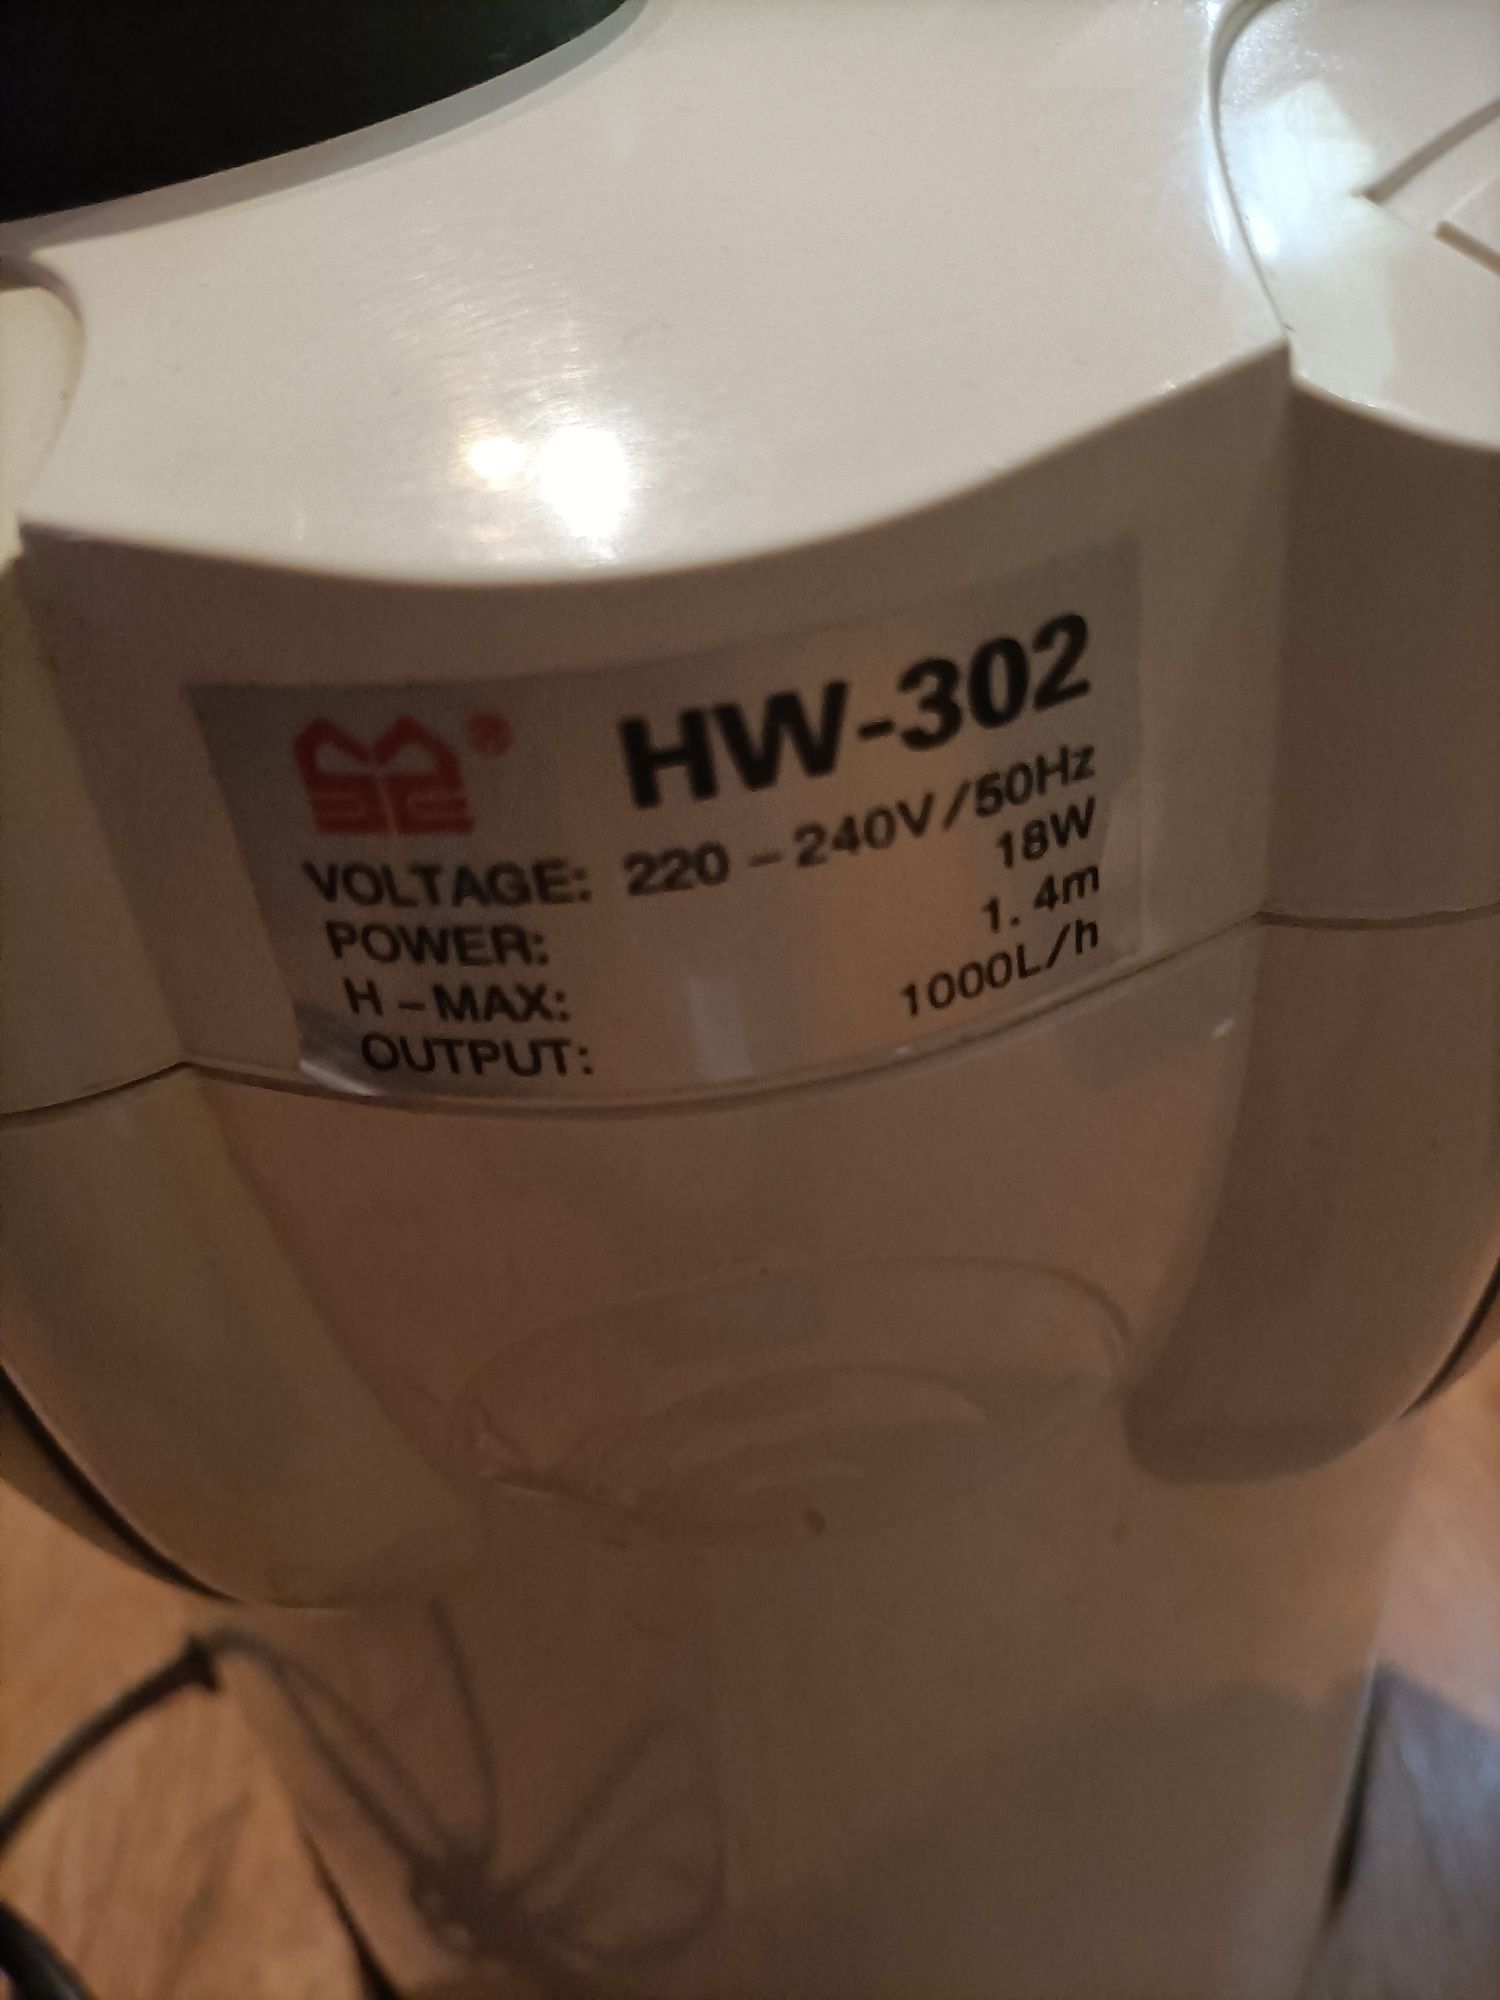 ® HW-302
VOLTAGE: 220-240V/50Hz
POWER: 18W
H-MAX: 1.4m
OUTPUT: 1000L/h